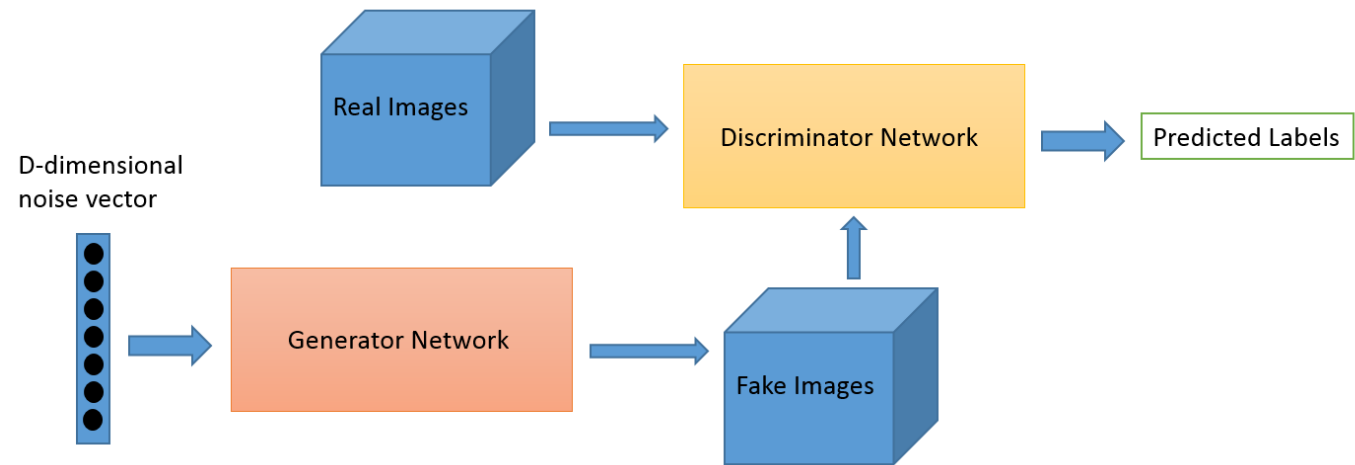 Real Images
Discriminator Network
Predicted Labels
D-dimensional
noise vector
Generator Network
Fake Images